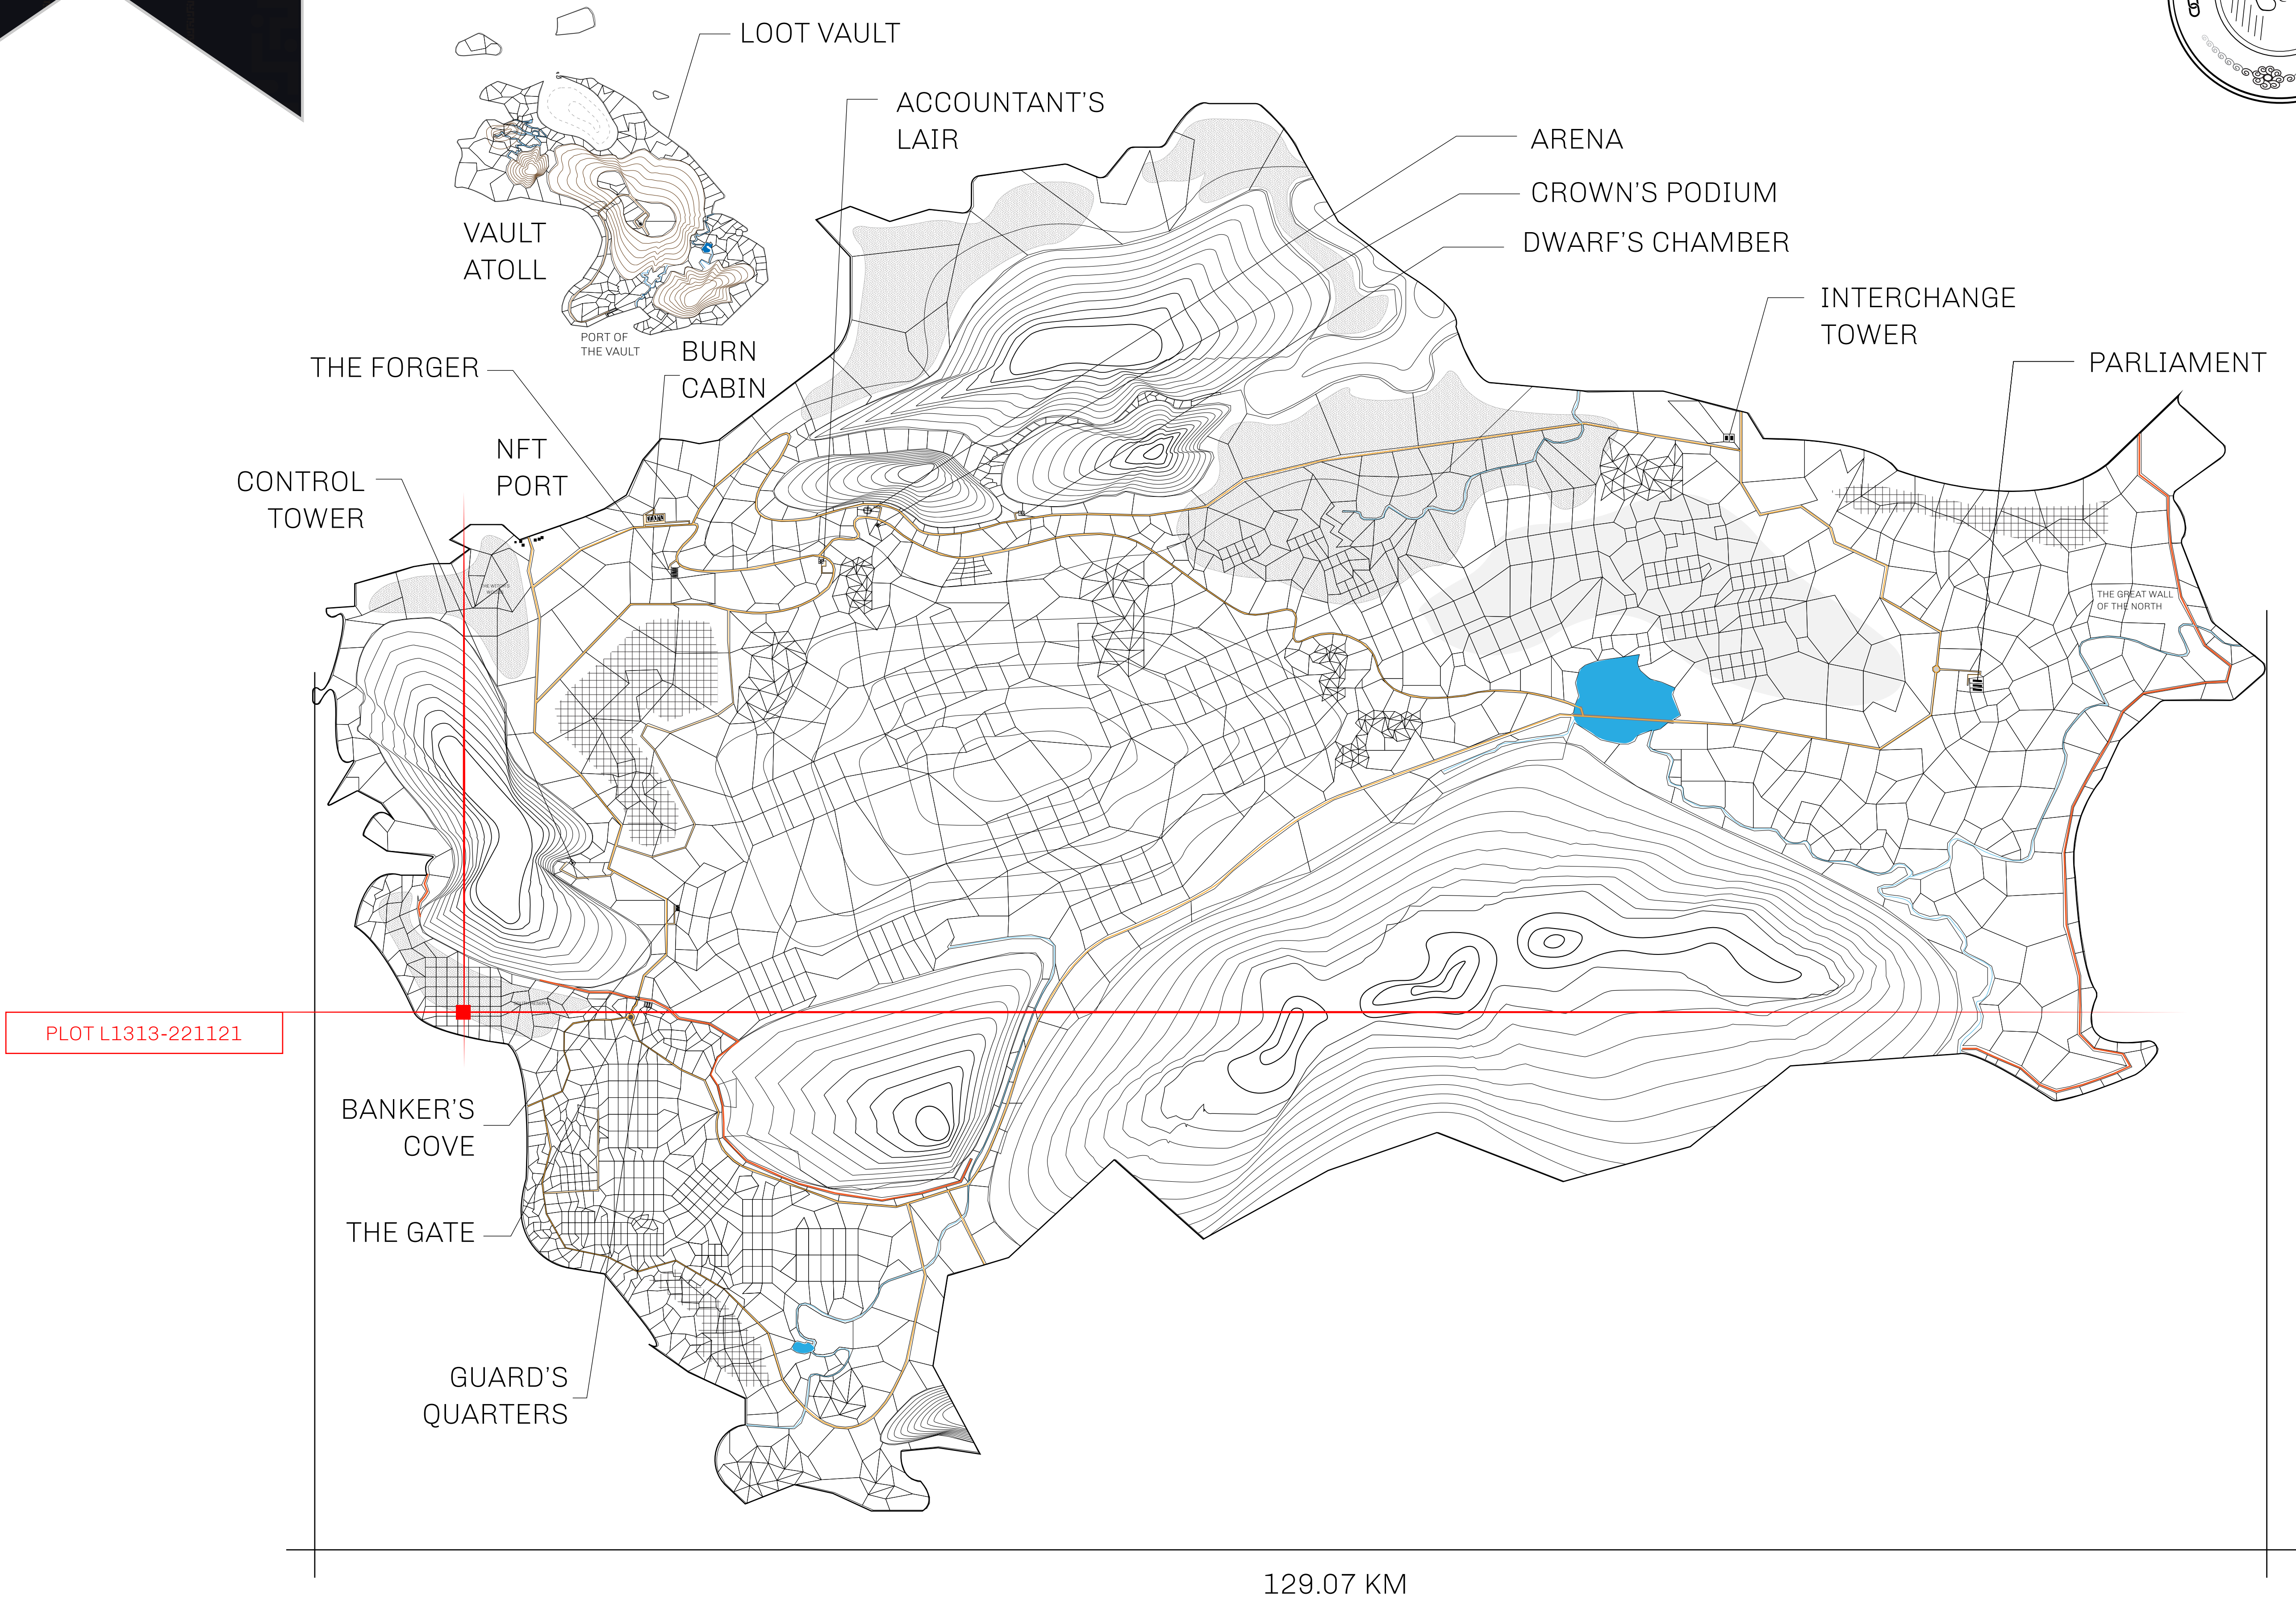 LOOT VAULT
ACCOUNTANT'S
LAIR
ARENA
CROWN'S PODIUM
DWARF'S CHAMBER
VAULT
ATOLL
INTERCHANGE
TOWER
PORT OF
THE VAULT
BURN
CABIN
THE FORGER
PARLIAMENT
NFT
PORT
CONTROL
TOWER
THE GREAT WALL
OF THE NORTH
PLOT L1313-221121
BANKER'S
COVE
THE GATE
GUARD'S
QUARTERS
129.07 KM